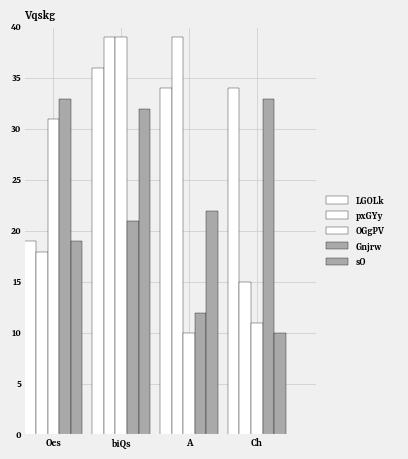 Vqskg
40
35
30
25
20
15
10
5
0
Oes
biQs
A
Ch
LGOLk
pxGYy
OGgPV
Gnjrw
sO